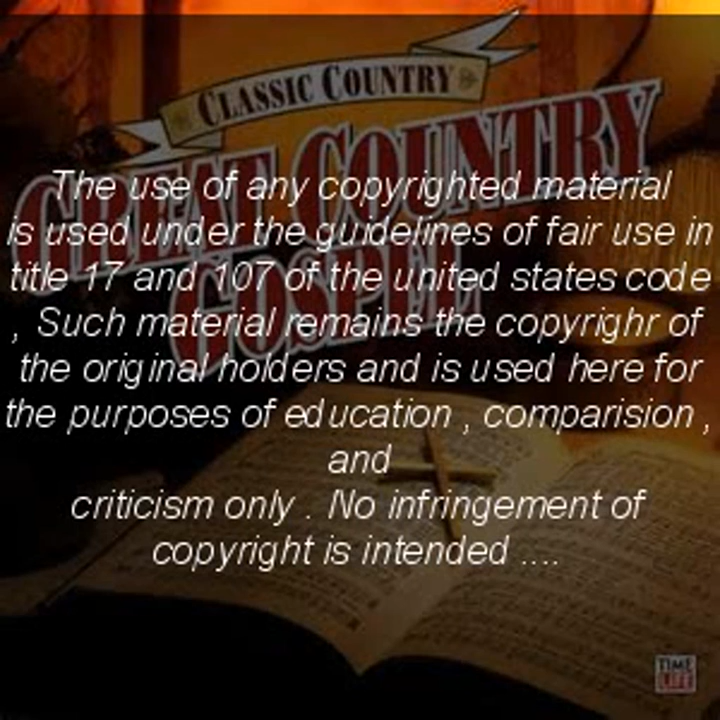 CLASSIC COUNTRY
GREAT COUNTRY
GOSPEL
The use of any copyrighted material
is used under the guidelines of fair use in
title 17 and 107 of the united states code
, Such material remains the copyrighr of
the original holders and is used here for
the purposes of education , comparision ,
and
criticism only . No infringement of
copyright is intended ....
TIME
LIFE